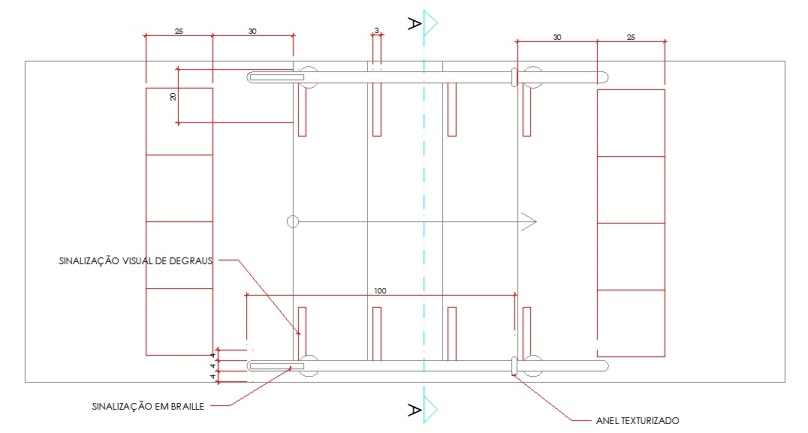 A
25
30
3
30
25
20
SINALIZAÇÃO VISUAL DE DEGRAUS
100
4
4
4
SINALIZAÇÃO EM BRAILLE
A
ANEL TEXTURIZADO